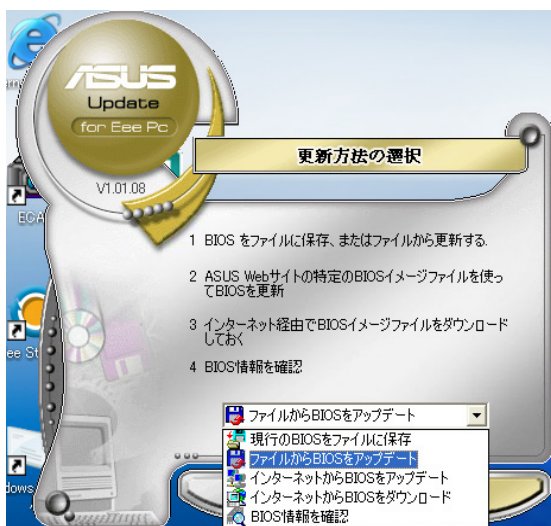 ASUS
Update
for Eee Pc
V1.01.08
更新方法の選択
1 BIOS をファイルに保存、またはファイルから更新する.
2 ASUS Webサイトの特定のBIOSイメージファイルを使っ
てBIOSを更新
3 インターネット経由でBIOSイメージファイルをダウンロード
しておく
4 BIOS情報を確認
ファイルからBIOSをアップデート
現行のBIOSをファイルに保存
ファイルからBIOSをアップデート
インターネットからBIOSをアップデート
インターネットからBIOSをダウンロード
BIOS情報を確認
ECA
ee St
dows